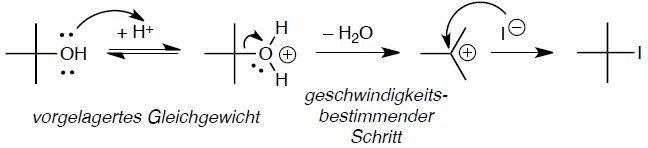 OH
+ H+
H
O
H
– H₂O
I⊖
I
vorgelagertes Gleichgewicht
geschwindigkeits-
bestimmender
Schritt